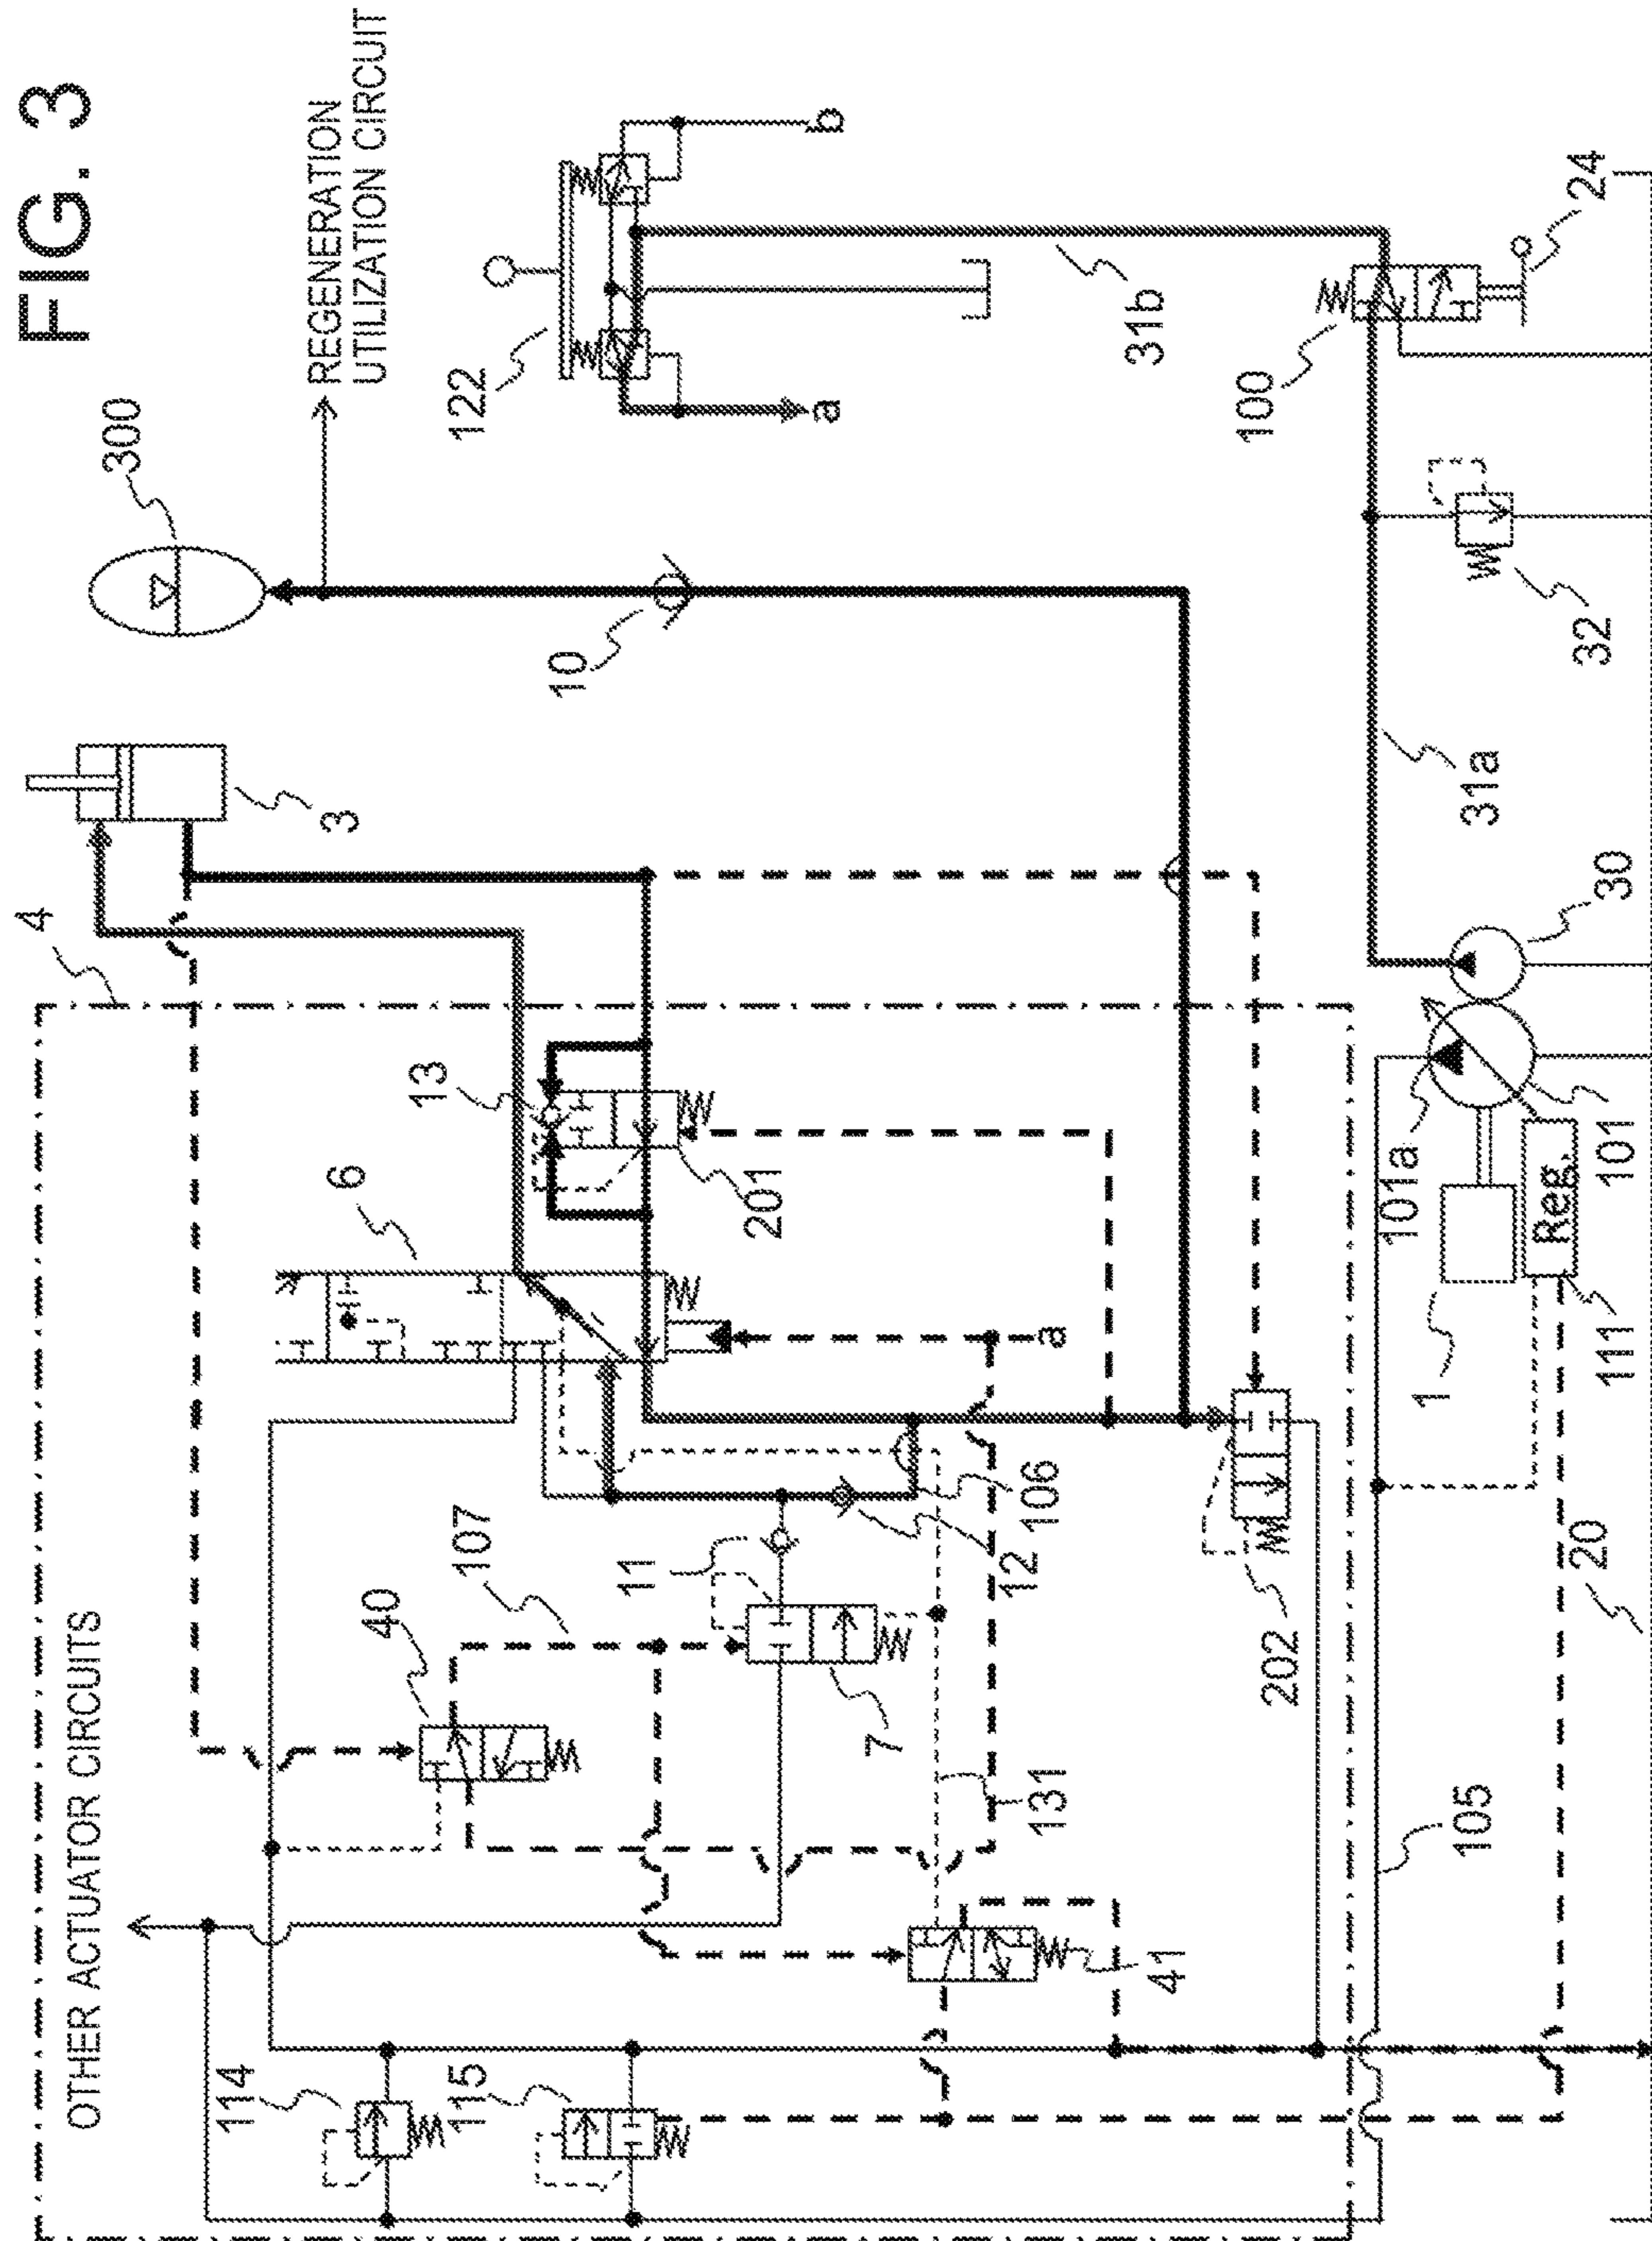 FIG. 3
REGENERATION
UTILIZATION CIRCUIT
300
122
b
a
10
3
4
31b
24
100
32
31a
30
13
6
201
101a
101
Reg.
1
111
a
107
106
12
11
40
202
20
7
131
105
41
OTHER ACTUATOR CIRCUITS
114
115